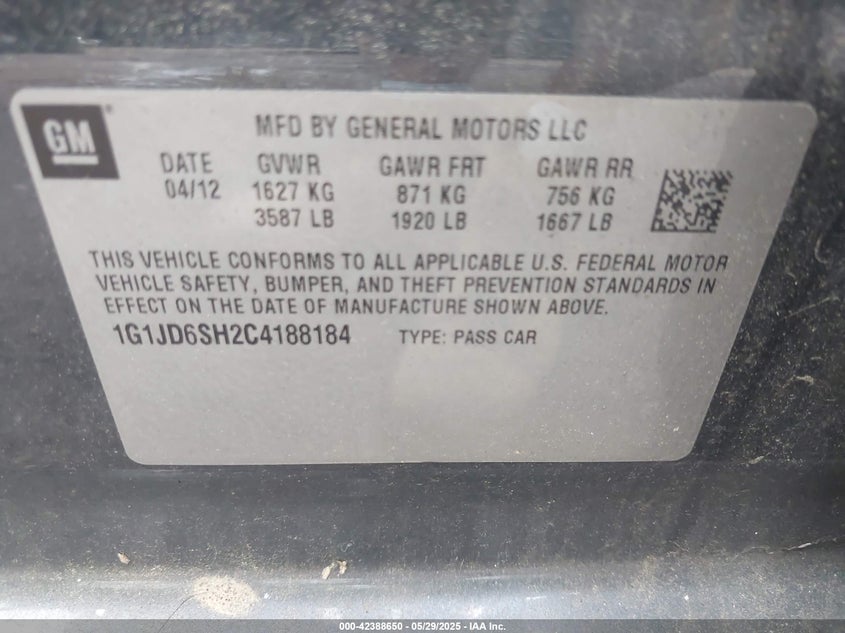 GM
MFD BY GENERAL MOTORS LLC
DATE GVWR GAWR FRT GAWR RR
04/12 1627 KG 871 KG 756 KG
3587 LB 1920 LB 1667 LB
THIS VEHICLE CONFORMS TO ALL APPLICABLE U.S. FEDERAL MOTOR
VEHICLE SAFETY, BUMPER, AND THEFT PREVENTION STANDARDS IN
EFFECT ON THE DATE OF MANUFACTURE SHOWN ABOVE.
1G1JD6SH2C4188184 TYPE: PASS CAR
000-42388650 - 05/29/2025 - IAA Inc.